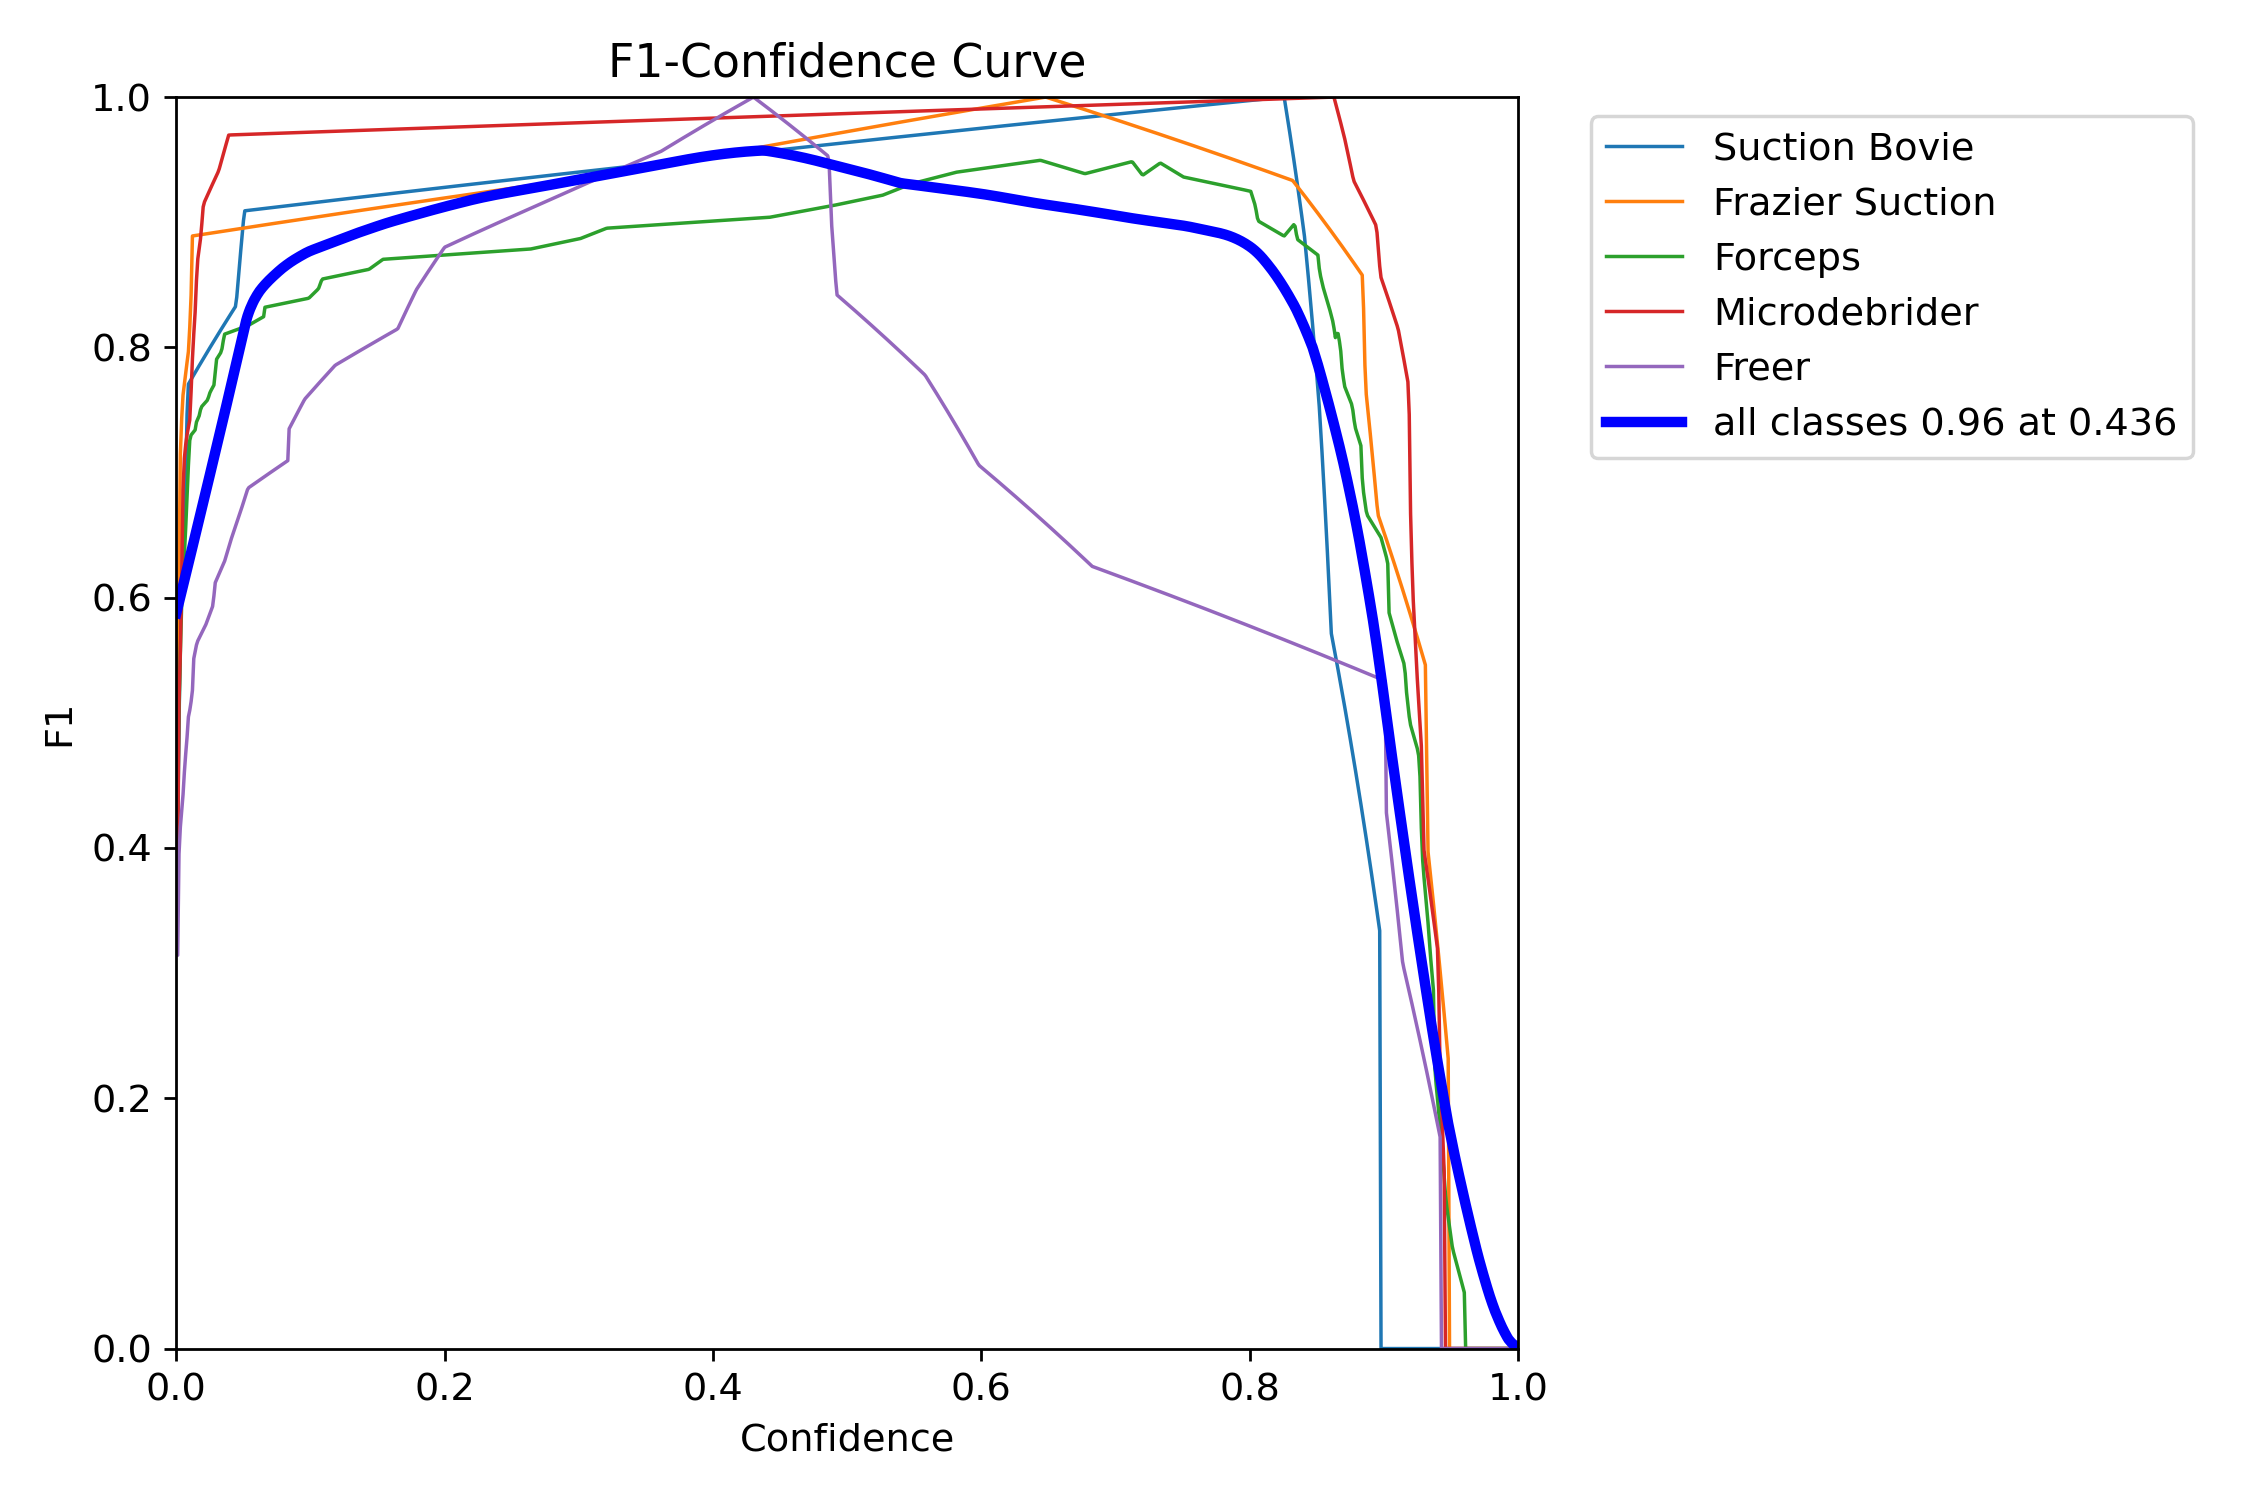 F1-Confidence Curve
1.0
0.8
0.6
0.4
0.2
0.0
F1
0.0 0.2 0.4 0.6 0.8 1.0
Confidence
Suction Bovie
Frazier Suction
Forceps
Microdebrider
Freer
all classes 0.96 at 0.436